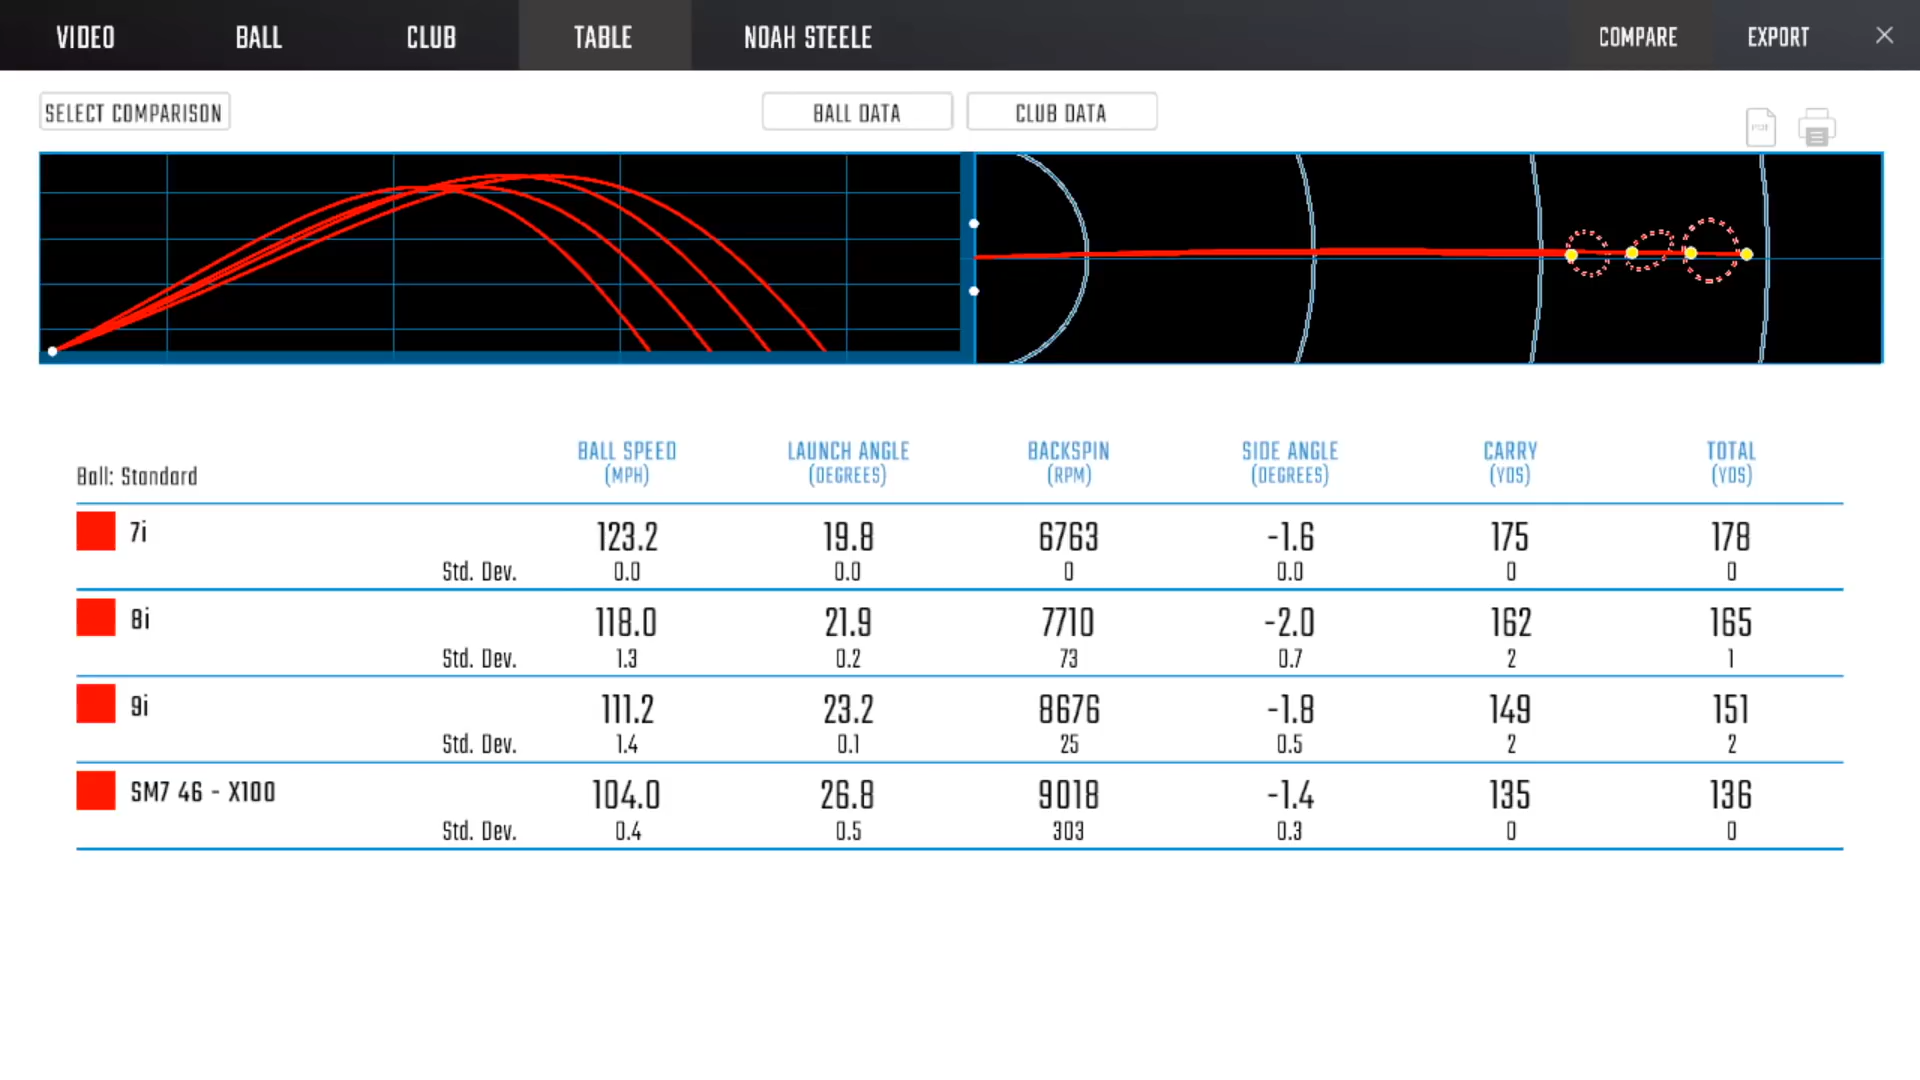 VIDEO BALL CLUB TABLE NOAH STEELE COMPARE EXPORT
SELECT COMPARISON BALL DATA CLUB DATA
PDF
BALL SPEED LAUNCH ANGLE BACKSPIN SIDE ANGLE CARRY TOTAL
Ball: Standard (MPH) (DEGREES) (RPM) (DEGREES) (YDS) (YDS)
7i 123.2 19.8 6763 -1.6 175 178
Std. Dev. 0.0 0.0 0 0.0 0 0
8i 118.0 21.9 7710 -2.0 162 165
Std. Dev. 1.3 0.2 73 0.7 2 1
9i 111.2 23.2 8676 -1.8 149 151
Std. Dev. 1.4 0.1 25 0.5 2 2
SM7 46 - X100 104.0 26.8 9018 -1.4 135 136
Std. Dev. 0.4 0.5 303 0.3 0 0